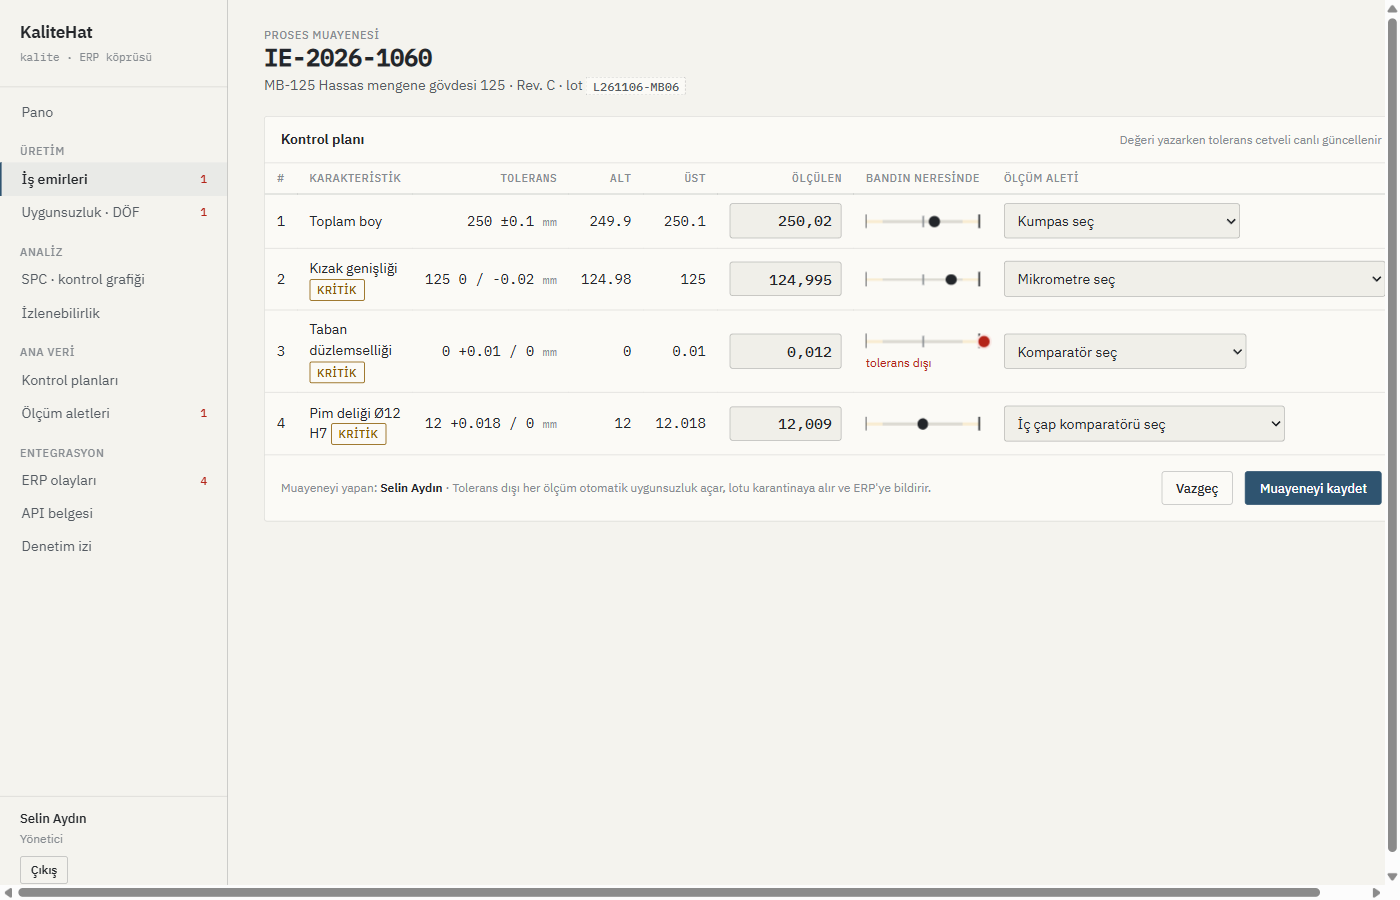 KaliteHat
kalite · ERP köprüsü
Pano
ÜRETİM
İş emirleri 1
Uygunsuzluk · DÖF 1
ANALİZ
SPC · kontrol grafiği
İzlenebilirlik
ANA VERİ
Kontrol planları
Ölçüm aletleri 1
ENTEGRASYON
ERP olayları 4
API belgesi
Denetim izi
Selin Aydın
Yönetici
Çıkış
PROSES MUAYENESİ
IE-2026-1060
MB-125 Hassas mengene gövdesi 125 · Rev. C · lot L261106-MB06
Kontrol planı Değeri yazarken tolerans cetveli canlı güncellenir
# KARAKTERİSTİK TOLERANS ALT ÜST ÖLÇÜLEN BANDIN NERESİNDE ÖLÇÜM ALETİ
1 Toplam boy 250 ±0.1 mm 249.9 250.1 250,02 Kumpas seç
2 Kızak genişliği 125 0 / -0.02 mm 124.98 125 124,995 Mikrometre seç
KRİTİK
3 Taban düzlemselliği 0 +0.01 / 0 mm 0 0.01 0,012 Komparatör seç
KRİTİK tolerans dışı
4 Pim deliği Ø12 H7 KRİTİK 12 +0.018 / 0 mm 12 12.018 12,009 İç çap komparatörü seç
Muayeneyi yapan: Selin Aydın · Tolerans dışı her ölçüm otomatik uygunsuzluk açar, lotu karantinaya alır ve ERP'ye bildirir. Vazgeç Muayeneyi kaydet